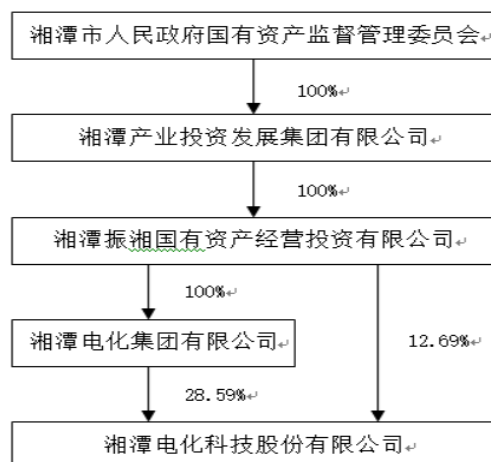 湘潭市人民政府国有资产监督管理委员会
100%
湘潭产业投资发展集团有限公司
100%
湘潭振湘国有资产经营投资有限公司
100%
湘潭电化集团有限公司
12.69%
28.59%
湘潭电化科技股份有限公司